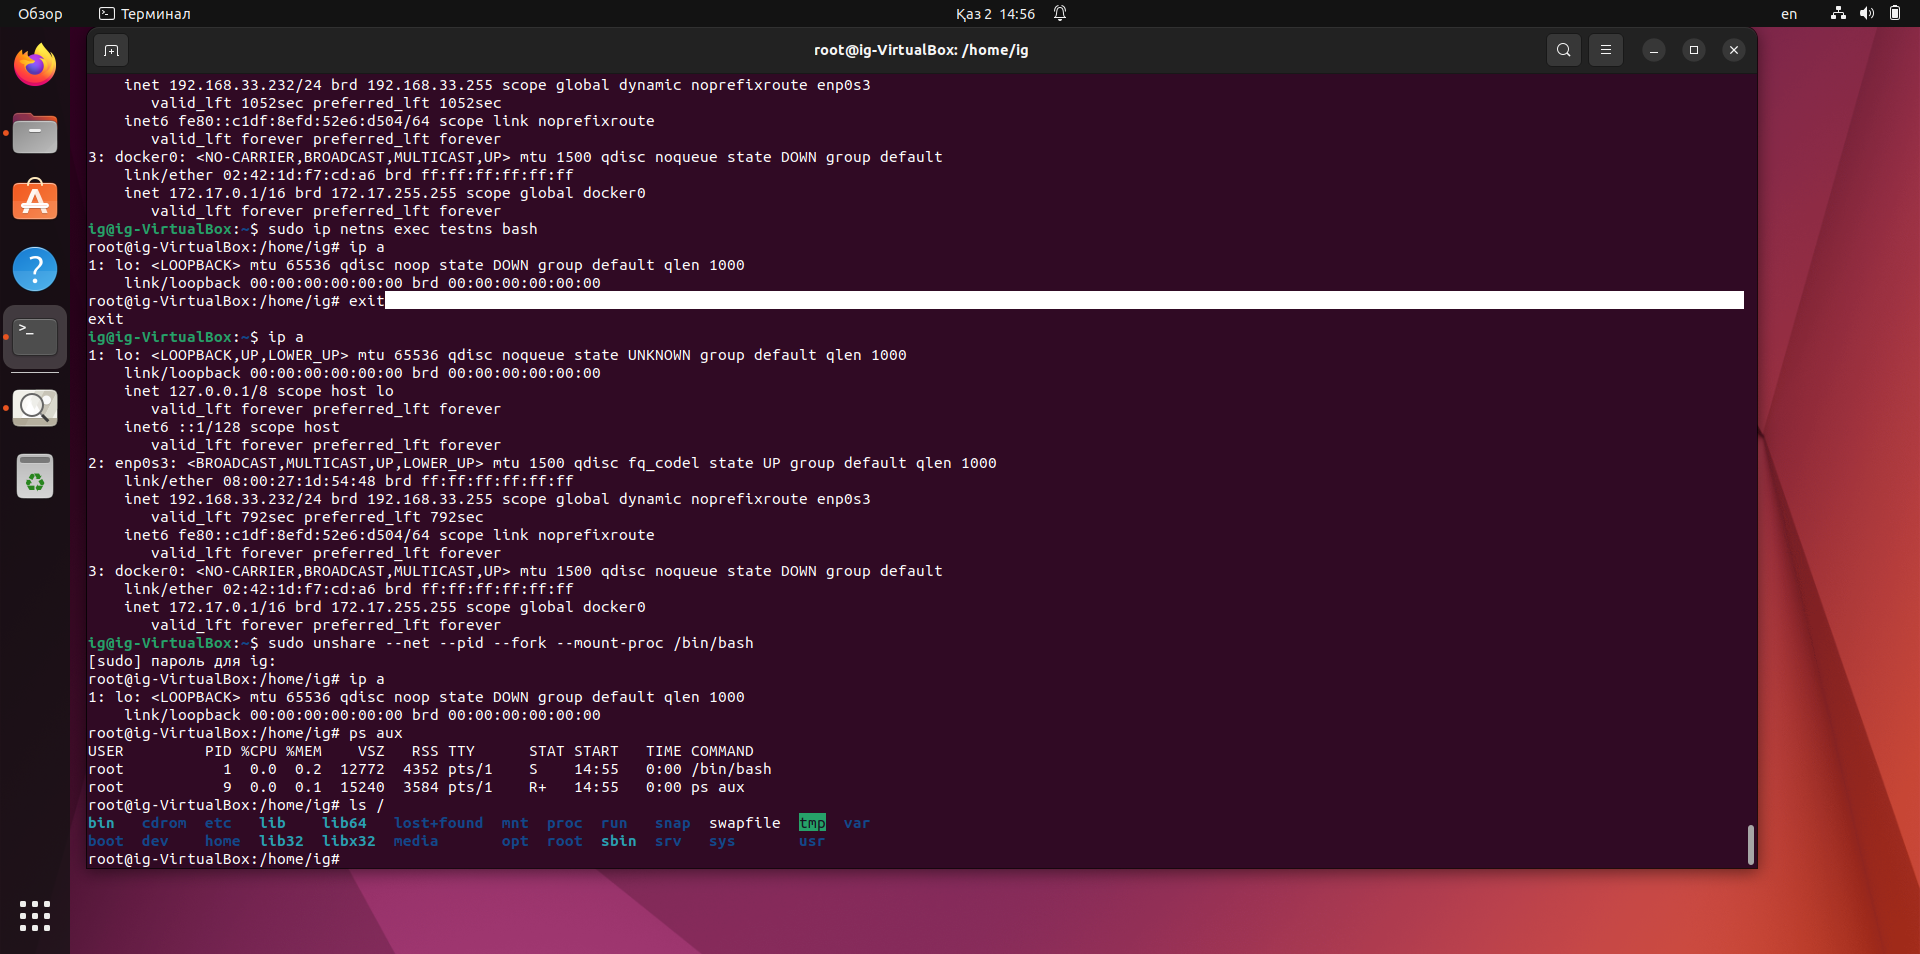 Обзор
Терминал
Қаз 2 14:56
en
root@ig-VirtualBox: /home/ig
inet 192.168.33.232/24 brd 192.168.33.255 scope global dynamic noprefixroute enp0s3
valid_lft 1052sec preferred_lft 1052sec
inet6 fe80::c1df:8efd:52e6:d504/64 scope link noprefixroute
valid_lft forever preferred_lft forever
3: docker0: <NO-CARRIER,BROADCAST,MULTICAST,UP> mtu 1500 qdisc noqueue state DOWN group default
link/ether 02:42:1d:f7:cd:a6 brd ff:ff:ff:ff:ff:ff
inet 172.17.0.1/16 brd 172.17.255.255 scope global docker0
valid_lft forever preferred_lft forever
ig@ig-VirtualBox:~$ sudo ip netns exec testns bash
root@ig-VirtualBox:/home/ig# ip a
1: lo: <LOOPBACK> mtu 65536 qdisc noop state DOWN group default qlen 1000
link/loopback 00:00:00:00:00:00 brd 00:00:00:00:00:00
root@ig-VirtualBox:/home/ig# exit
exit
ig@ig-VirtualBox:~$ ip a
1: lo: <LOOPBACK,UP,LOWER_UP> mtu 65536 qdisc noqueue state UNKNOWN group default qlen 1000
link/loopback 00:00:00:00:00:00 brd 00:00:00:00:00:00
inet 127.0.0.1/8 scope host lo
valid_lft forever preferred_lft forever
inet6 ::1/128 scope host
valid_lft forever preferred_lft forever
2: enp0s3: <BROADCAST,MULTICAST,UP,LOWER_UP> mtu 1500 qdisc fq_codel state UP group default qlen 1000
link/ether 08:00:27:1d:54:48 brd ff:ff:ff:ff:ff:ff
inet 192.168.33.232/24 brd 192.168.33.255 scope global dynamic noprefixroute enp0s3
valid_lft 792sec preferred_lft 792sec
inet6 fe80::c1df:8efd:52e6:d504/64 scope link noprefixroute
valid_lft forever preferred_lft forever
3: docker0: <NO-CARRIER,BROADCAST,MULTICAST,UP> mtu 1500 qdisc noqueue state DOWN group default
link/ether 02:42:1d:f7:cd:a6 brd ff:ff:ff:ff:ff:ff
inet 172.17.0.1/16 brd 172.17.255.255 scope global docker0
valid_lft forever preferred_lft forever
ig@ig-VirtualBox:~$ sudo unshare --net --pid --fork --mount-proc /bin/bash
[sudo] пароль для ig:
root@ig-VirtualBox:/home/ig# ip a
1: lo: <LOOPBACK> mtu 65536 qdisc noop state DOWN group default qlen 1000
link/loopback 00:00:00:00:00:00 brd 00:00:00:00:00:00
root@ig-VirtualBox:/home/ig# ps aux
USER PID %CPU %MEM VSZ RSS TTY STAT START TIME COMMAND
root 1 0.0 0.2 12772 4352 pts/1 S 14:55 0:00 /bin/bash
root 9 0.0 0.1 15240 3584 pts/1 R+ 14:55 0:00 ps aux
root@ig-VirtualBox:/home/ig# ls /
bin cdrom etc lib lib64 lost+found mnt proc run snap swapfile tmp var
boot dev home lib32 libx32 media opt root sbin srv sys usr
root@ig-VirtualBox:/home/ig#